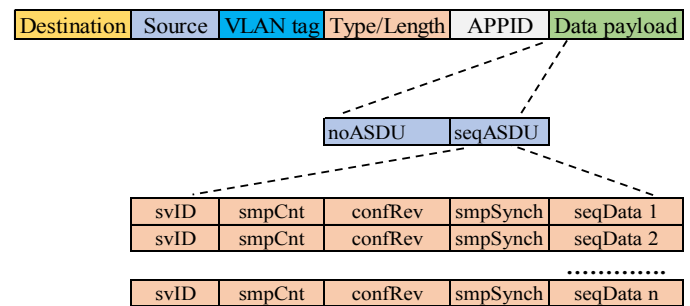 Destination Source VLAN tag Type/Length APPID Data payload
noASDU seqASDU
svID smpCnt confRev smpSynch seqData 1
svID smpCnt confRev smpSynch seqData 2
.............
svID smpCnt confRev smpSynch seqData n